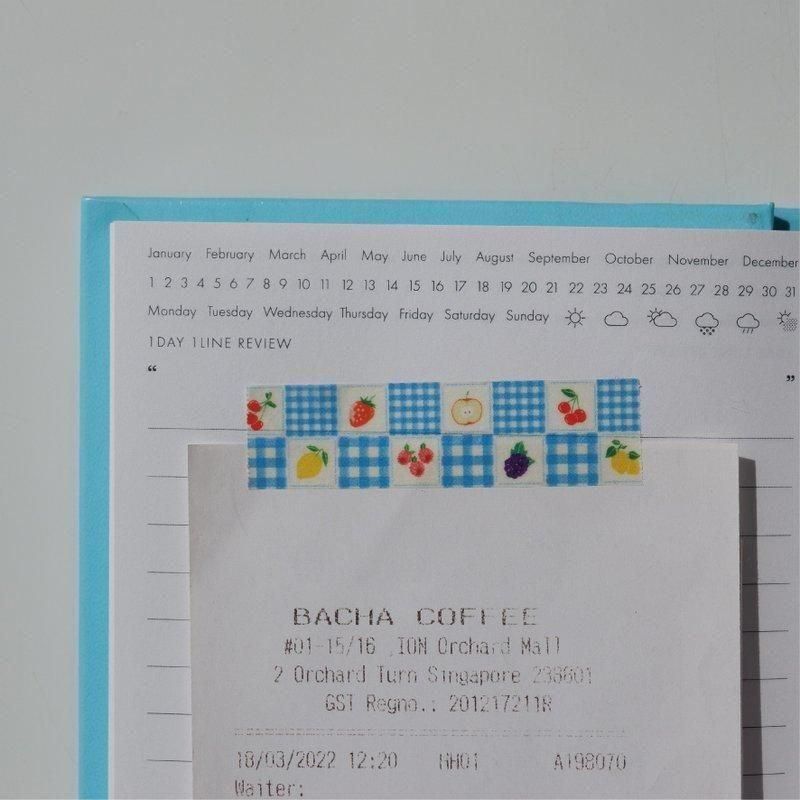 January February March April May June July August September October November December
1 2 3 4 5 6 7 8 9 10 11 12 13 14 15 16 17 18 19 20 21 22 23 24 25 26 27 28 29 30 31
Monday Tuesday Wednesday Thursday Friday Saturday Sunday
1DAY 1LINE REVIEW
“ ”
BACHA COFFEE
#01-15/16 ION Orchard Mall
2 Orchard Turn Singapore 238801
GST Regno.: 201217211R
18/03/2022 12:20 HH01 A198070
Waiter: